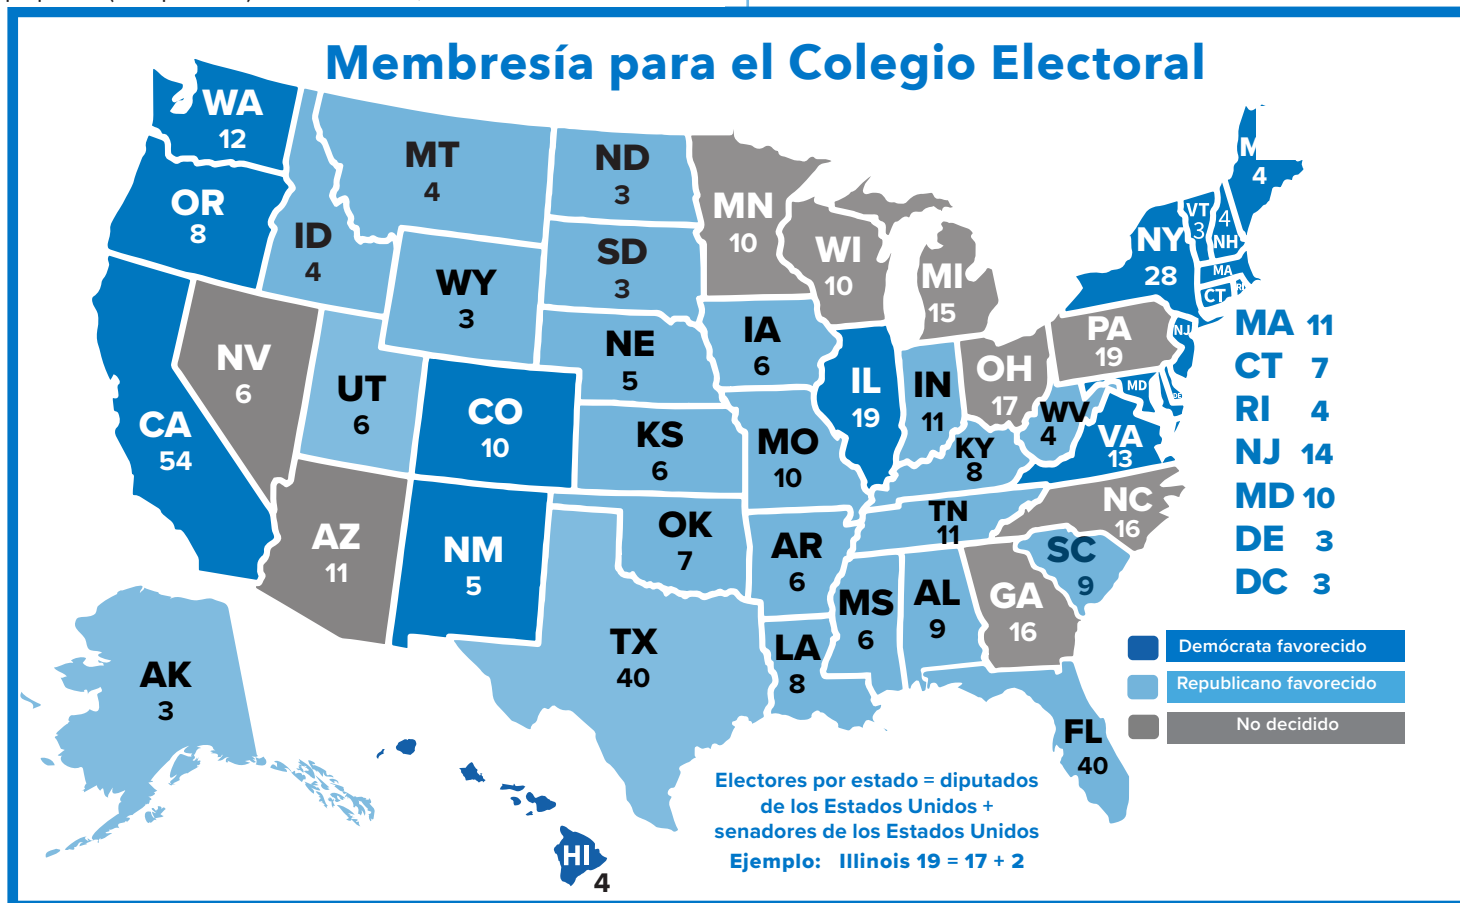 Membresía para el Colegio Electoral
WA
12
OR
8
CA
54
NV
6
ID
4
MT
4
WY
3
UT
6
CO
10
AZ
11
NM
5
ND
3
SD
3
NE
5
KS
6
OK
7
TX
40
MN
10
IA
6
MO
10
AR
6
LA
8
WI
10
IL
19
MI
15
IN
11
OH
17
KY
8
TN
11
MS
6
AL
9
GA
16
FL
40
SC
9
NC
16
VA
13
WV
4
PA
19
NY
28
VT
3
4
NH
M
4
MA
CT
RI
NJ
MD
DE
MA 11
CT 7
RI 4
NJ 14
MD 10
DE 3
DC 3
AK
3
HI
4
Demócrata favorecido
Republicano favorecido
No decidido
Electores por estado = diputados
de los Estados Unidos +
senadores de los Estados Unidos
Ejemplo: Illinois 19 = 17 + 2